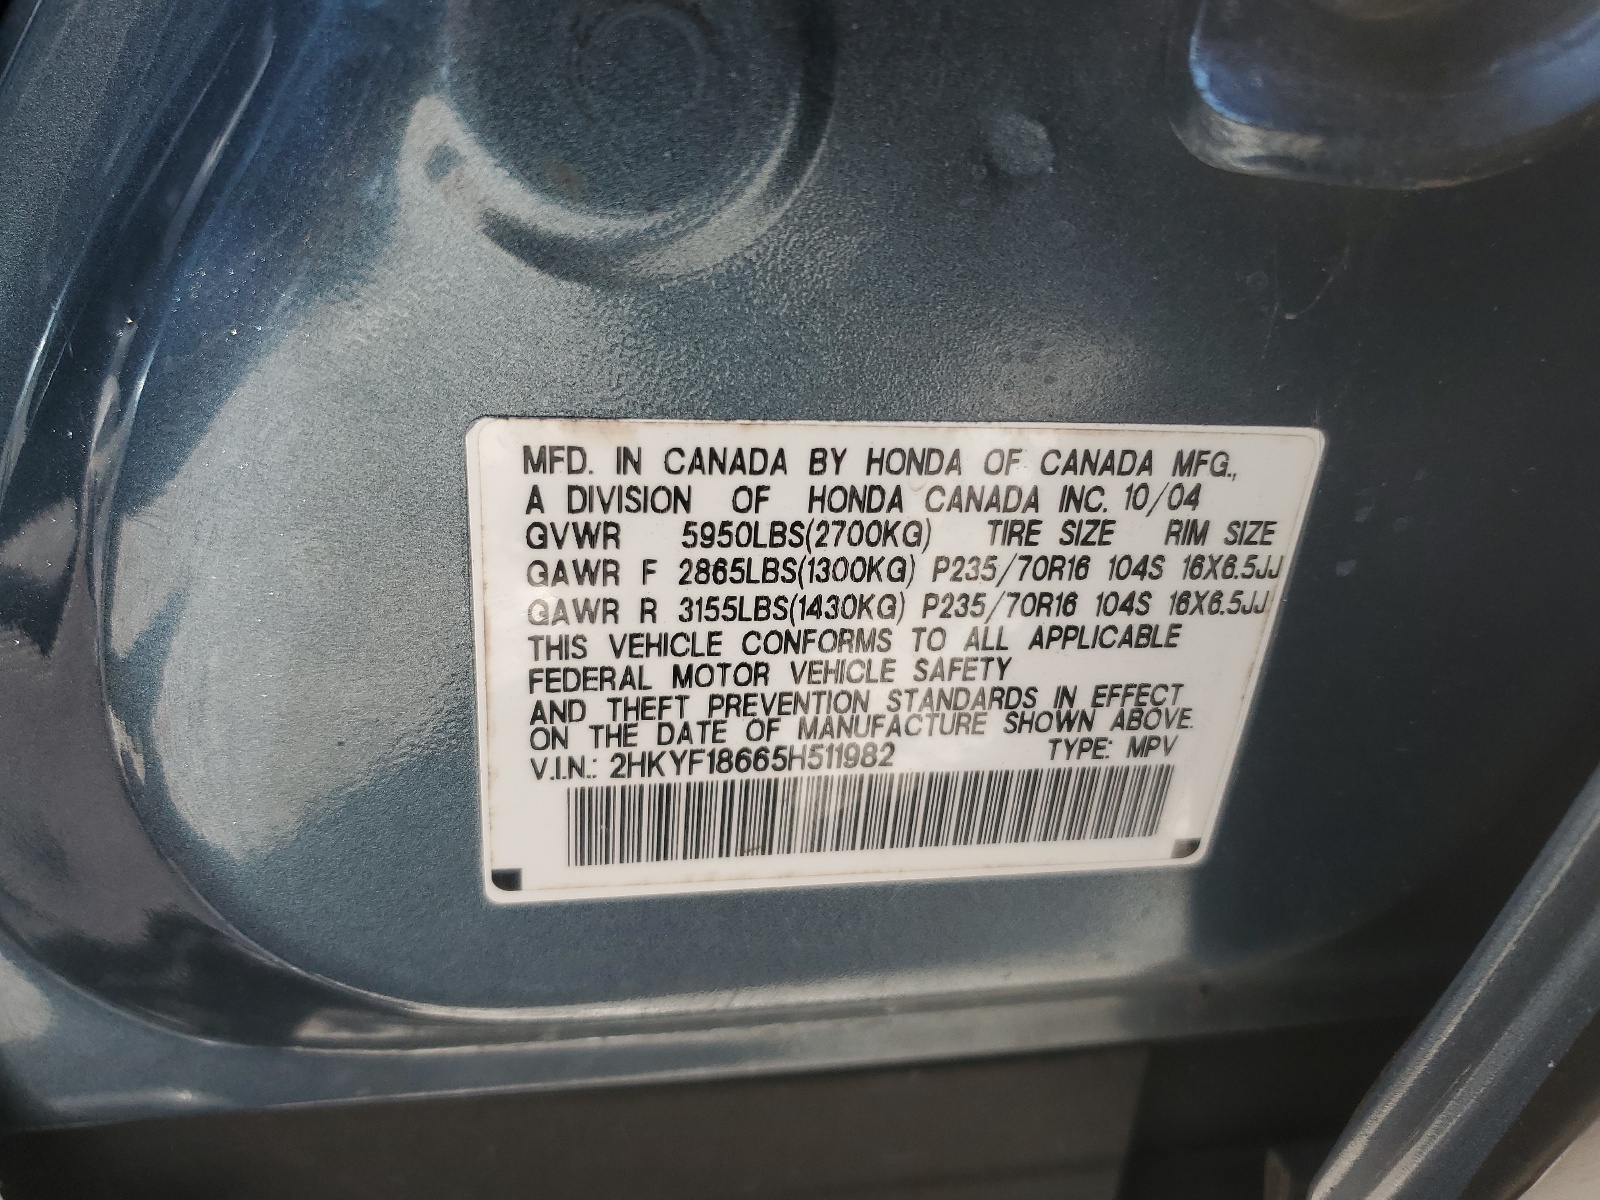 MFD. IN CANADA BY HONDA OF CANADA MFG.,
A DIVISION OF HONDA CANADA INC. 10/04
GVWR 5950LBS(2700KG) TIRE SIZE RIM SIZE
GAWR F 2865LBS(1300KG) P235/70R16 104S 16X6.5JJ
GAWR R 3155LBS(1430KG) P235/70R16 104S 16X6.5JJ
THIS VEHICLE CONFORMS TO ALL APPLICABLE
FEDERAL MOTOR VEHICLE SAFETY
AND THEFT PREVENTION STANDARDS IN EFFECT
ON THE DATE OF MANUFACTURE SHOWN ABOVE.
V.I.N.: 2HKYF18665H511982 TYPE: MPV